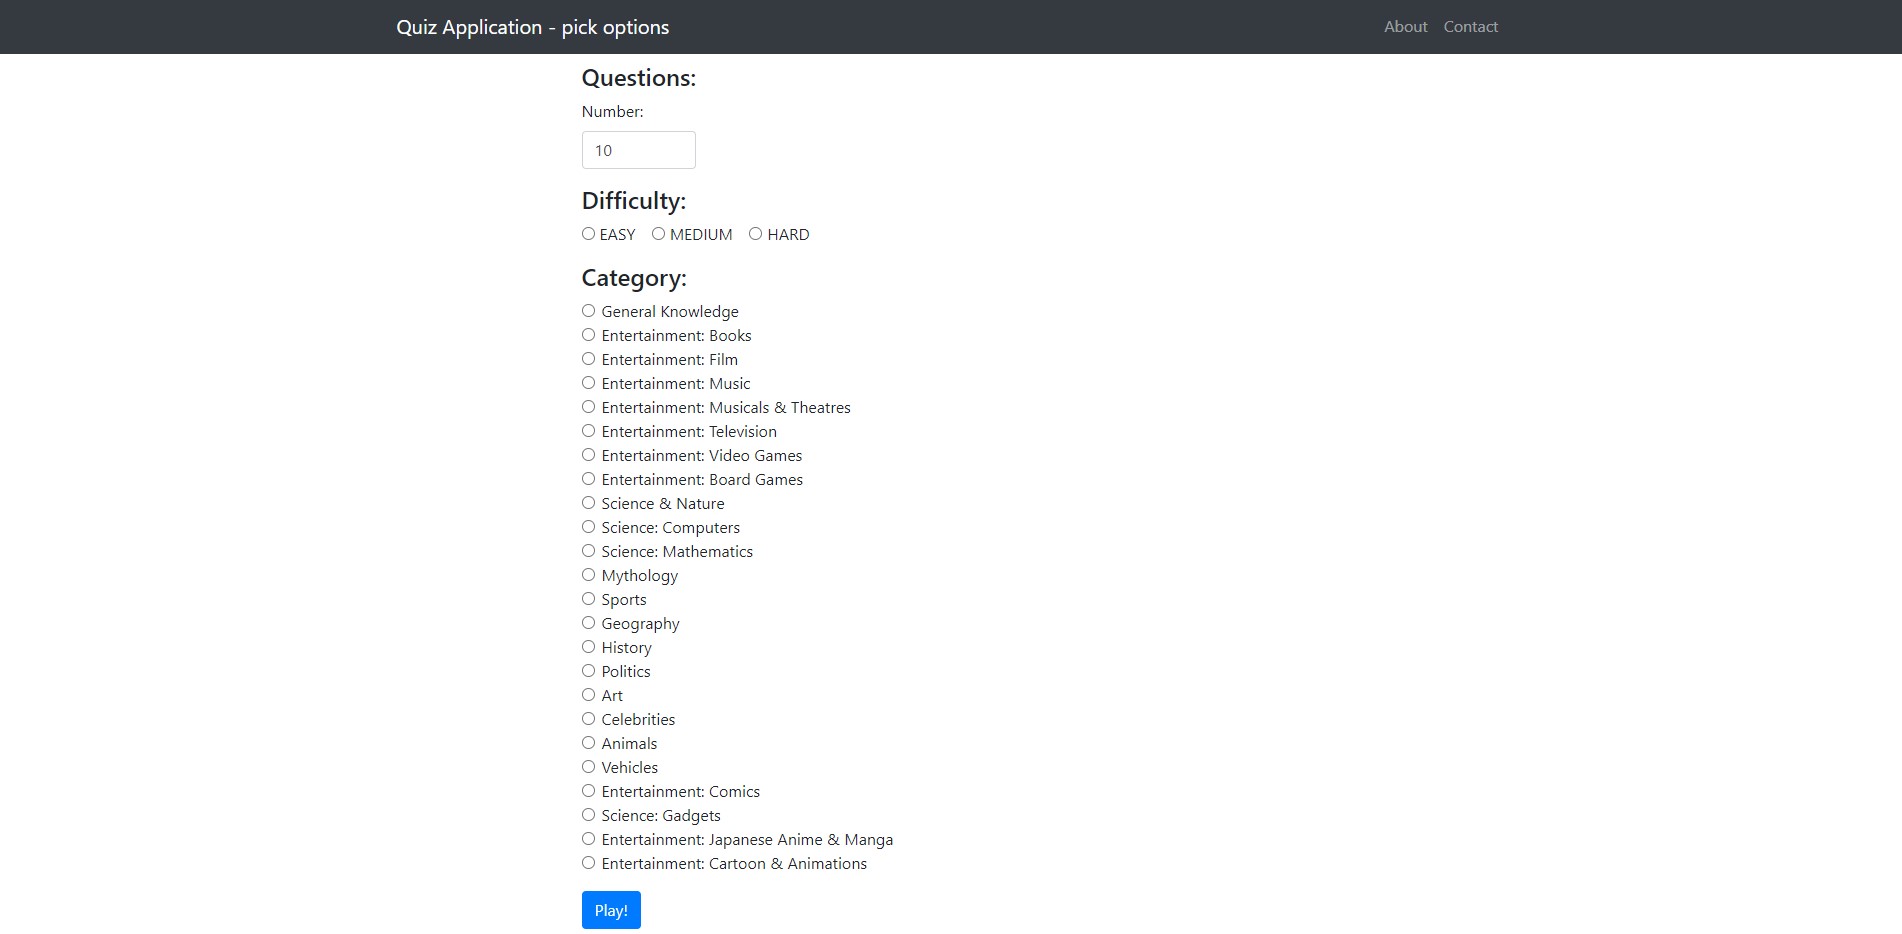 Quiz Application - pick options About Contact
Questions:
Number:
10
Difficulty:
EASY MEDIUM HARD
Category:
General Knowledge
Entertainment: Books
Entertainment: Film
Entertainment: Music
Entertainment: Musicals & Theatres
Entertainment: Television
Entertainment: Video Games
Entertainment: Board Games
Science & Nature
Science: Computers
Science: Mathematics
Mythology
Sports
Geography
History
Politics
Art
Celebrities
Animals
Vehicles
Entertainment: Comics
Science: Gadgets
Entertainment: Japanese Anime & Manga
Entertainment: Cartoon & Animations
Play!